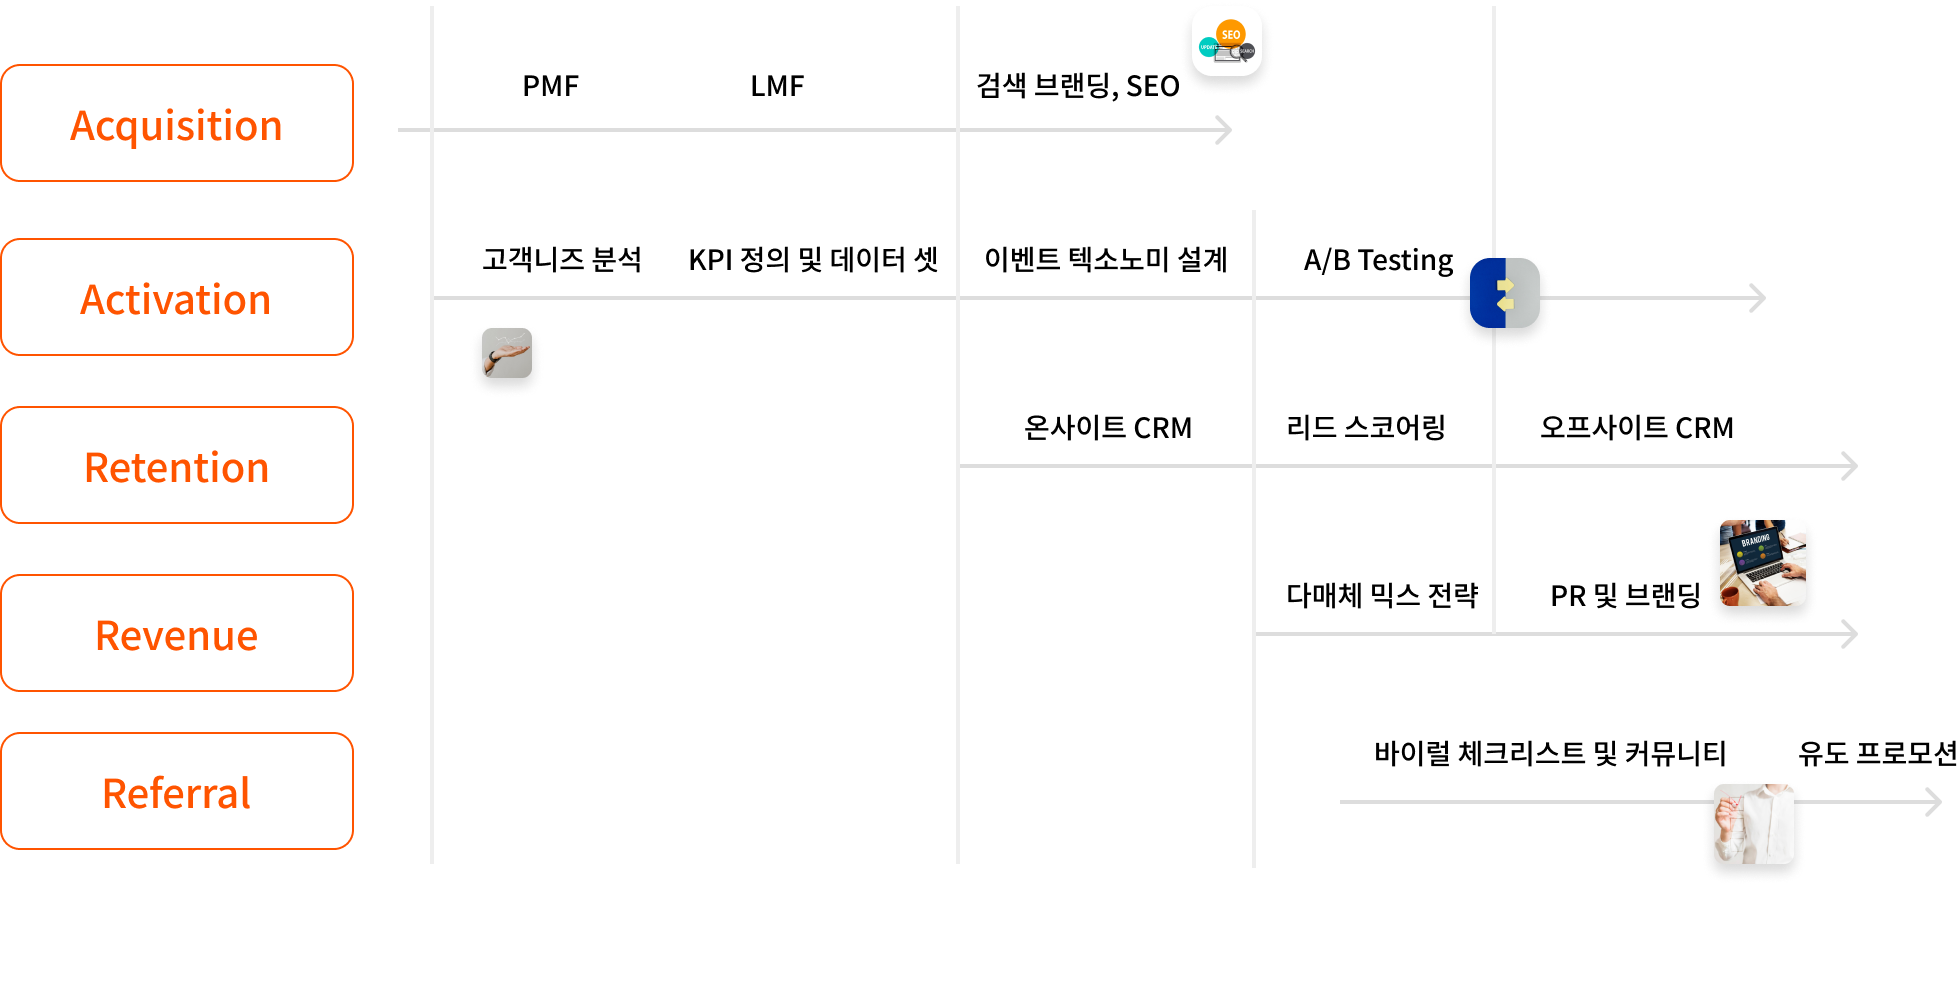 SEO
UPDATE
SEARCH
PMF
LMF
검색 브랜딩, SEO
Acquisition
고객니즈 분석
KPI 정의 및 데이터 셋
이벤트 텍소노미 설계
A/B Testing
Activation
온사이트 CRM
리드 스코어링
오프사이트 CRM
Retention
BRANDING
다매체 믹스 전략
PR 및 브랜딩
Revenue
바이럴 체크리스트 및 커뮤니티
유도 프로모션
Referral